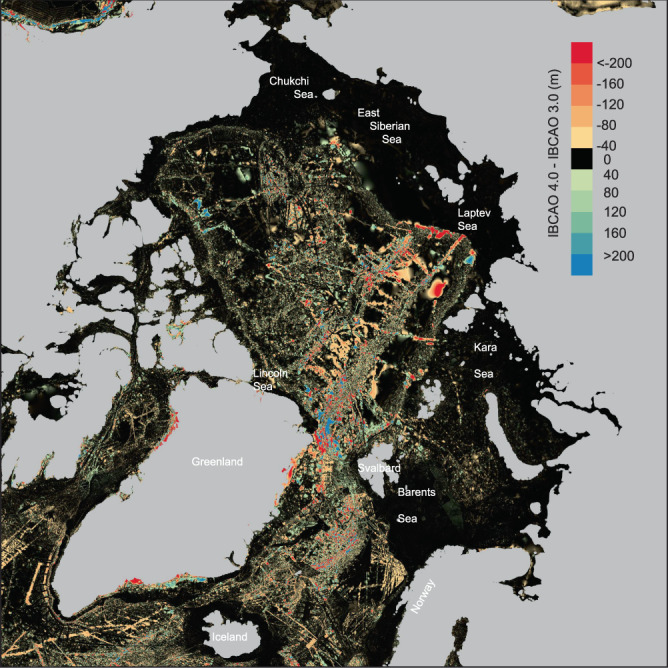 Chukchi
Sea
East
Siberian
Sea
Laptev
Sea
Kara
Sea
Lincoln
Sea
Greenland
Svalbard
Barents
Sea
Norway
Iceland
IBCAO 4.0 - IBCAO 3.0 (m)
<-200
-160
-120
-80
-40
0
40
80
120
160
>200